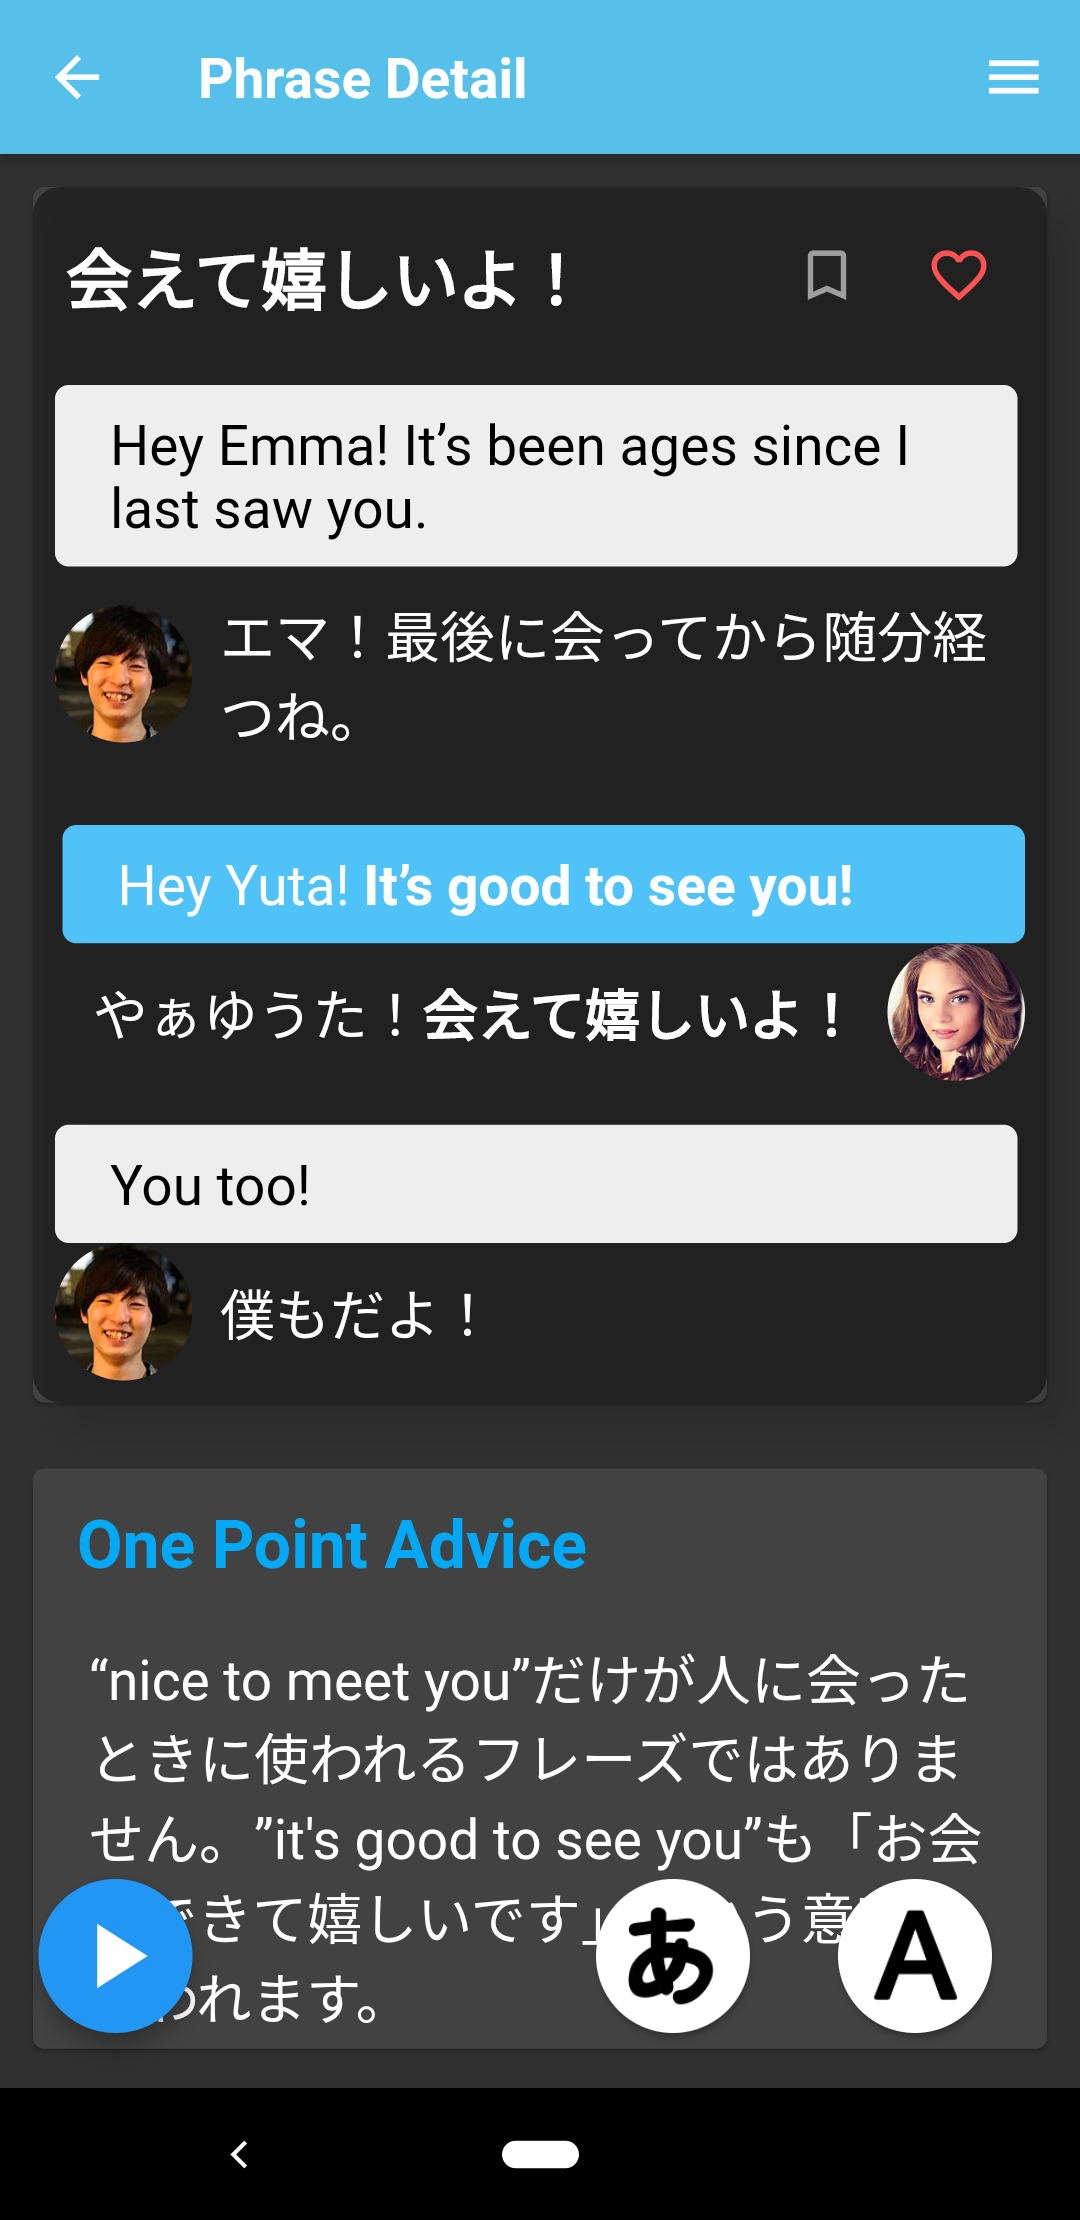 Phrase Detail
会えて嬉しいよ！
Hey Emma! It’s been ages since I
last saw you.
エマ！最後に会ってから随分経
つね。
Hey Yuta! It’s good to see you!
やぁゆうた！会えて嬉しいよ！
You too!
僕もだよ！
One Point Advice
“nice to meet you”だけが人に会った
ときに使われるフレーズではありま
せん。”it's good to see you”も「お会
できて嬉しいです」 う意
われます。
あ
A